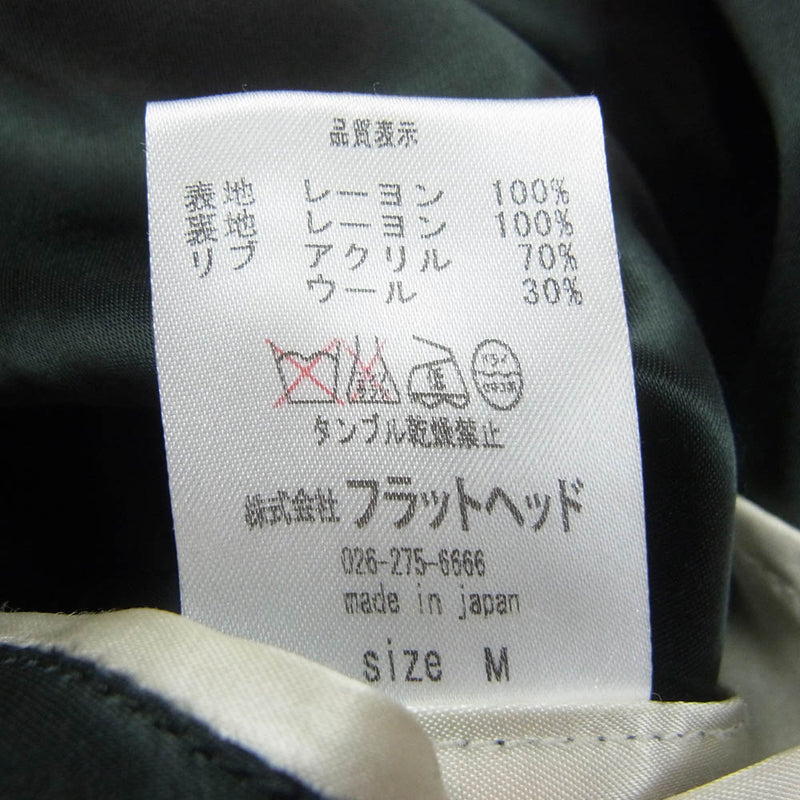 品質表示
表地 レーヨン 100%
裏地 レーヨン 100%
リブ アクリル 70%
ウール 30%
タンブル乾燥禁止
株式会社フラットヘッド
026-275-6666
made in japan
size M